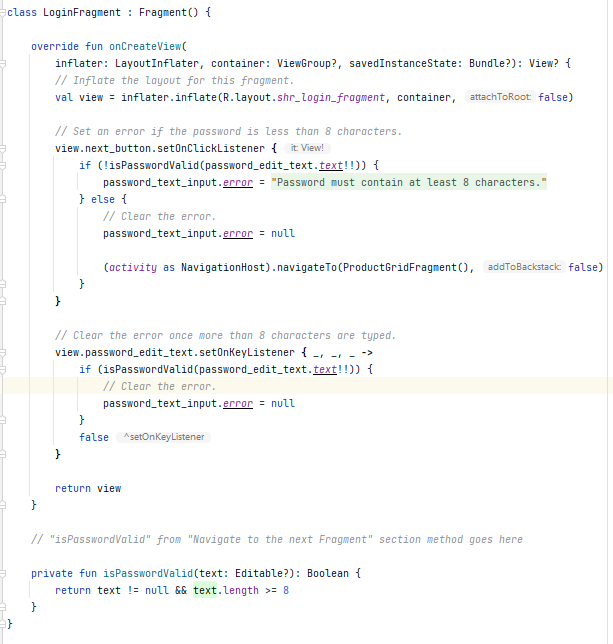 class LoginFragment : Fragment() {
override fun onCreateView(
inflater: LayoutInflater, container: ViewGroup?, savedInstanceState: Bundle?): View? {
// Inflate the layout for this fragment.
val view = inflater.inflate(R.layout.shr_login_fragment, container, attachToRoot: false)
// Set an error if the password is less than 8 characters.
view.next_button.setOnClickListener { it: View!
if (!isPasswordValid(password_edit_text.text!!)) {
password_text_input.error = "Password must contain at least 8 characters."
} else {
// Clear the error.
password_text_input.error = null
(activity as NavigationHost).navigateTo(ProductGridFragment(), addToBackstack: false)
}
}
// Clear the error once more than 8 characters are typed.
view.password_edit_text.setOnKeyListener { _, _, _ ->
if (isPasswordValid(password_edit_text.text!!)) {
// Clear the error.
password_text_input.error = null
}
false ^setOnKeyListener
}
return view
}
// "isPasswordValid" from "Navigate to the next Fragment" section method goes here
private fun isPasswordValid(text: Editable?): Boolean {
return text != null && text.length >= 8
}
}